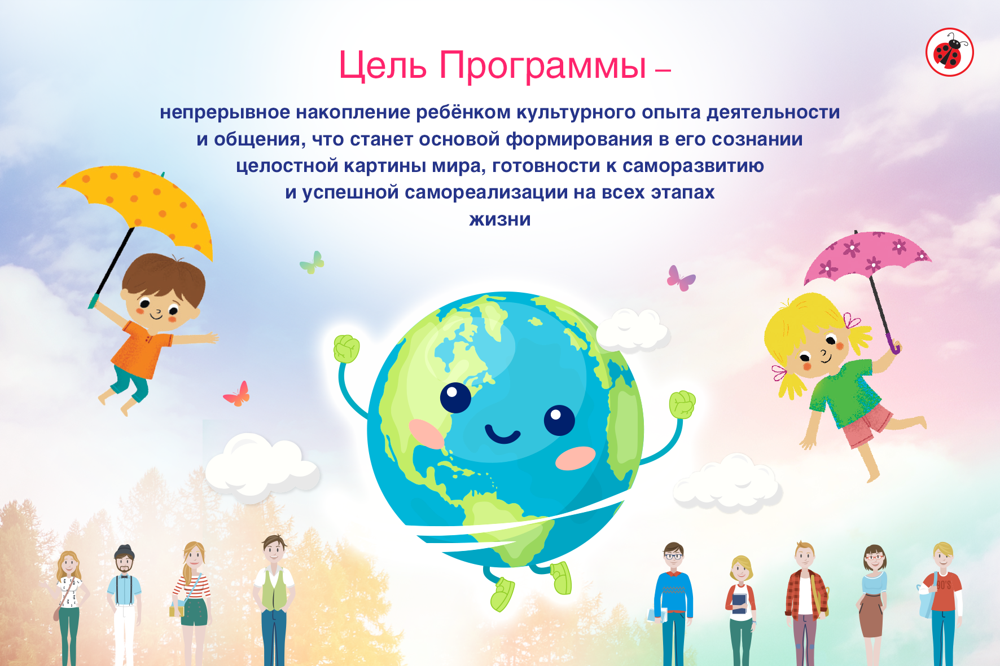 Цель Программы –
непрерывное накопление ребёнком культурного опыта деятельности
и общения, что станет основой формирования в его сознании
целостной картины мира, готовности к саморазвитию
и успешной самореализации на всех этапах
жизни
90'S